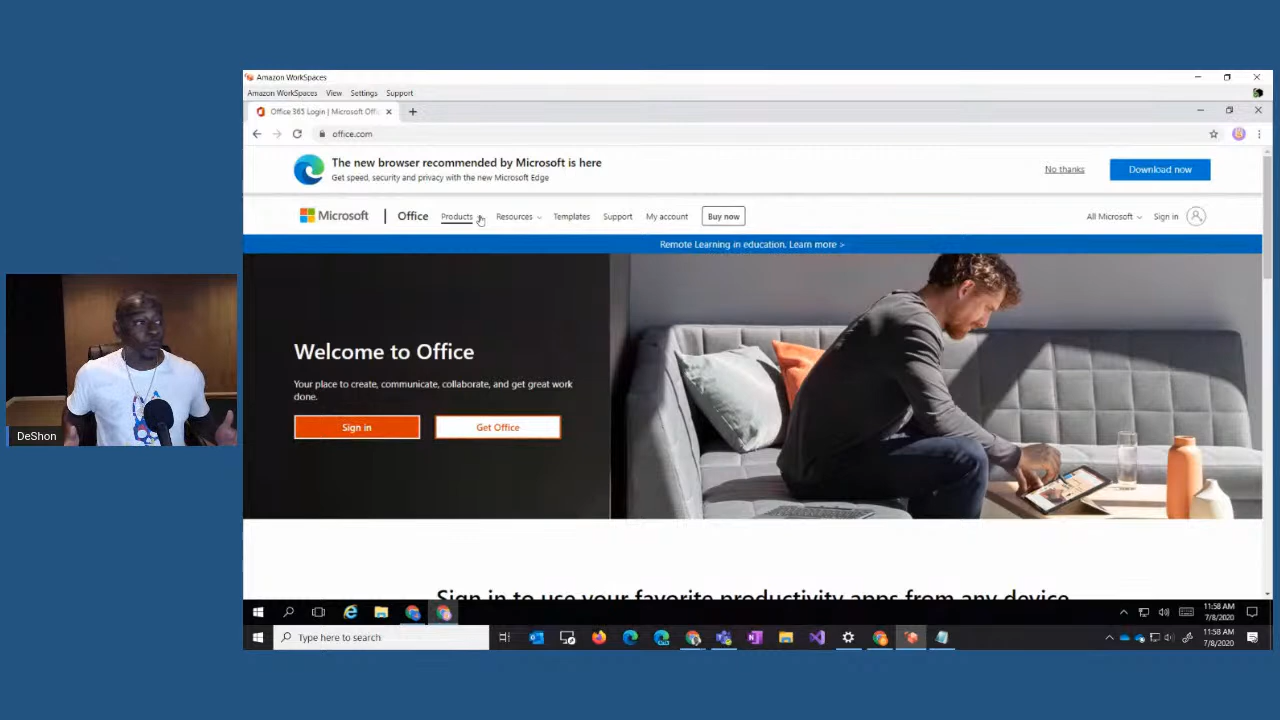 Amazon WorkSpaces
Amazon WorkSpaces View Settings Support
Office 365 Login | Microsoft Offi
office.com
The new browser recommended by Microsoft is here
Get speed, security and privacy with the new Microsoft Edge
No thanks
Download now
Microsoft Office Products Resources Templates Support My account Buy now All Microsoft Sign in
Remote Learning in education. Learn more >
Welcome to Office
Your place to create, communicate, collaborate, and get great work
done.
Sign in Get Office
DeShon
Sign in to use your favorite productivity apps from any device
11:58 AM
7/8/2020
Type here to search
11:58 AM
7/8/2020